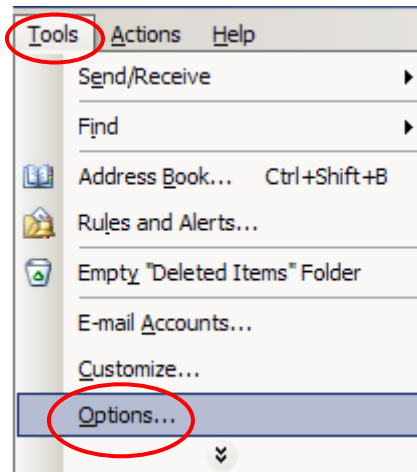 Tools Actions Help
Send/Receive
Find
Address Book... Ctrl+Shift+B
Rules and Alerts...
Empty "Deleted Items" Folder
E-mail Accounts...
Customize...
Options...